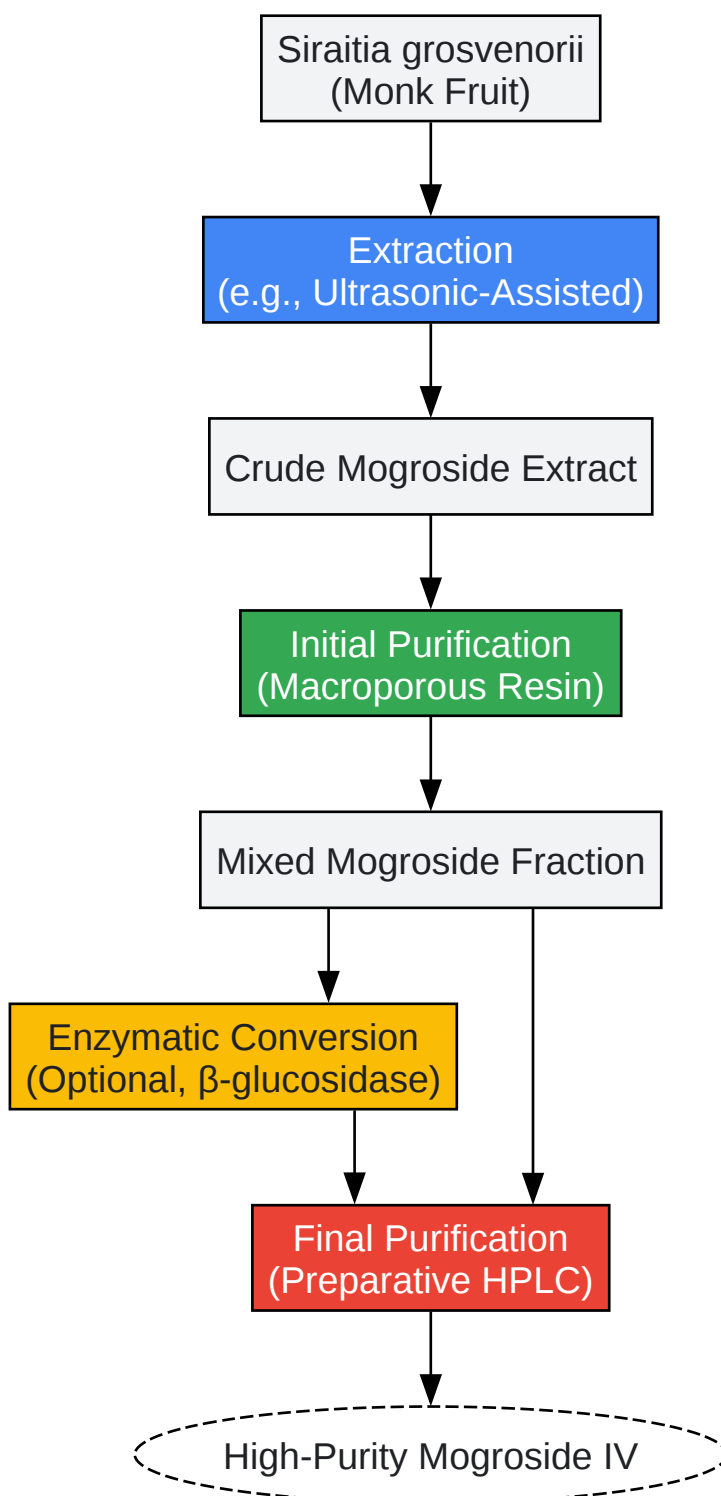 Siraitia grosvenorii
(Monk Fruit)
Extraction
(e.g., Ultrasonic-Assisted)
Crude Mogroside Extract
Initial Purification
(Macroporous Resin)
Mixed Mogroside Fraction
Enzymatic Conversion
(Optional, β-glucosidase)
Final Purification
(Preparative HPLC)
High-Purity Mogroside IV